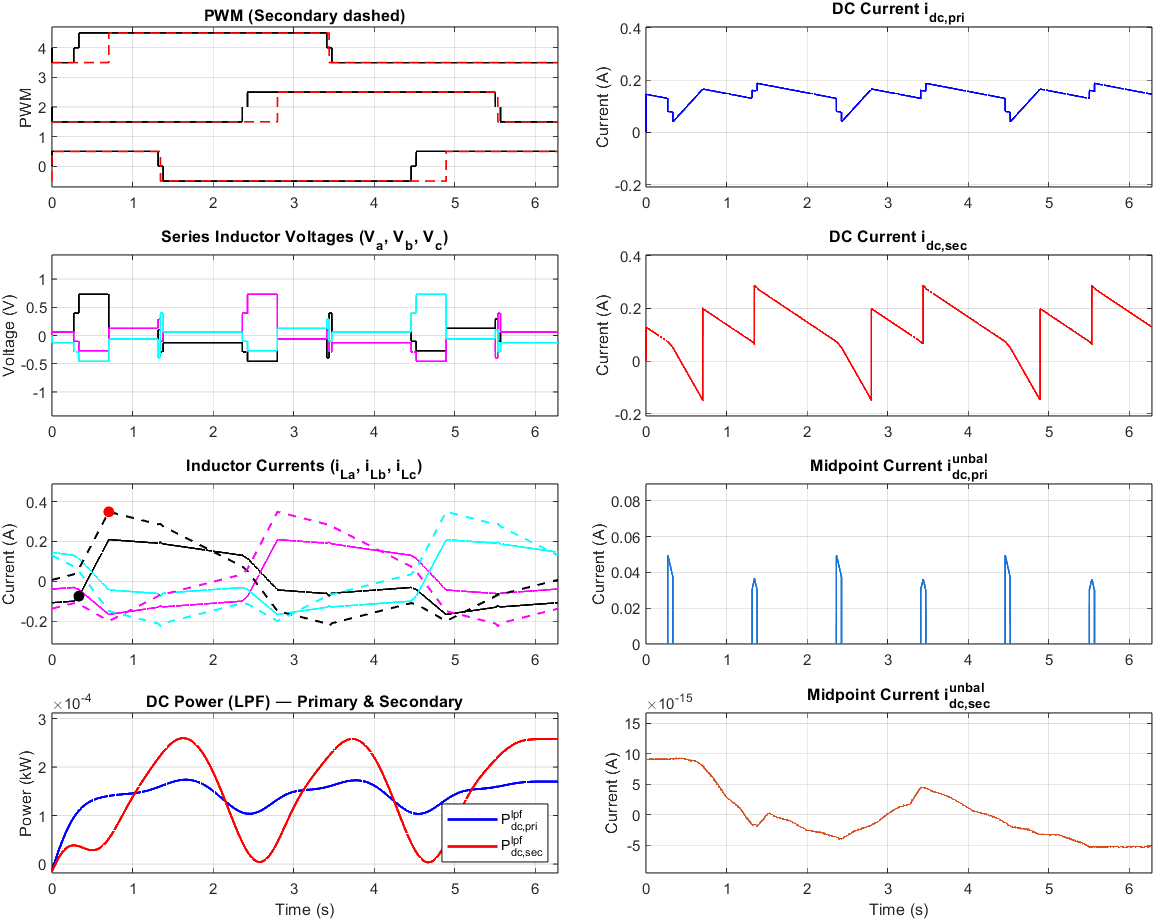 PWM (Secondary dashed)
PWM
4
3
2
1
0
0 1 2 3 4 5 6
DC Current i_dc,pri
Current (A)
0.4
0.2
0
-0.2
0 1 2 3 4 5 6
Series Inductor Voltages (V_a, V_b, V_c)
Voltage (V)
1
0.5
0
-0.5
-1
0 1 2 3 4 5 6
DC Current i_dc,sec
Current (A)
0.4
0.2
0
-0.2
0 1 2 3 4 5 6
Inductor Currents (i_La, i_Lb, i_Lc)
Current (A)
0.4
0.2
0
-0.2
0 1 2 3 4 5 6
Midpoint Current i^unbal_dc,pri
Current (A)
0.08
0.06
0.04
0.02
0
0 1 2 3 4 5 6
DC Power (LPF) — Primary & Secondary
×10^-4
Power (kW)
3
2
1
0
0 1 2 3 4 5 6
Time (s)
P^lpf_dc,pri
P^lpf_dc,sec
Midpoint Current i^unbal_dc,sec
×10^-15
Current (A)
15
10
5
0
-5
0 1 2 3 4 5 6
Time (s)